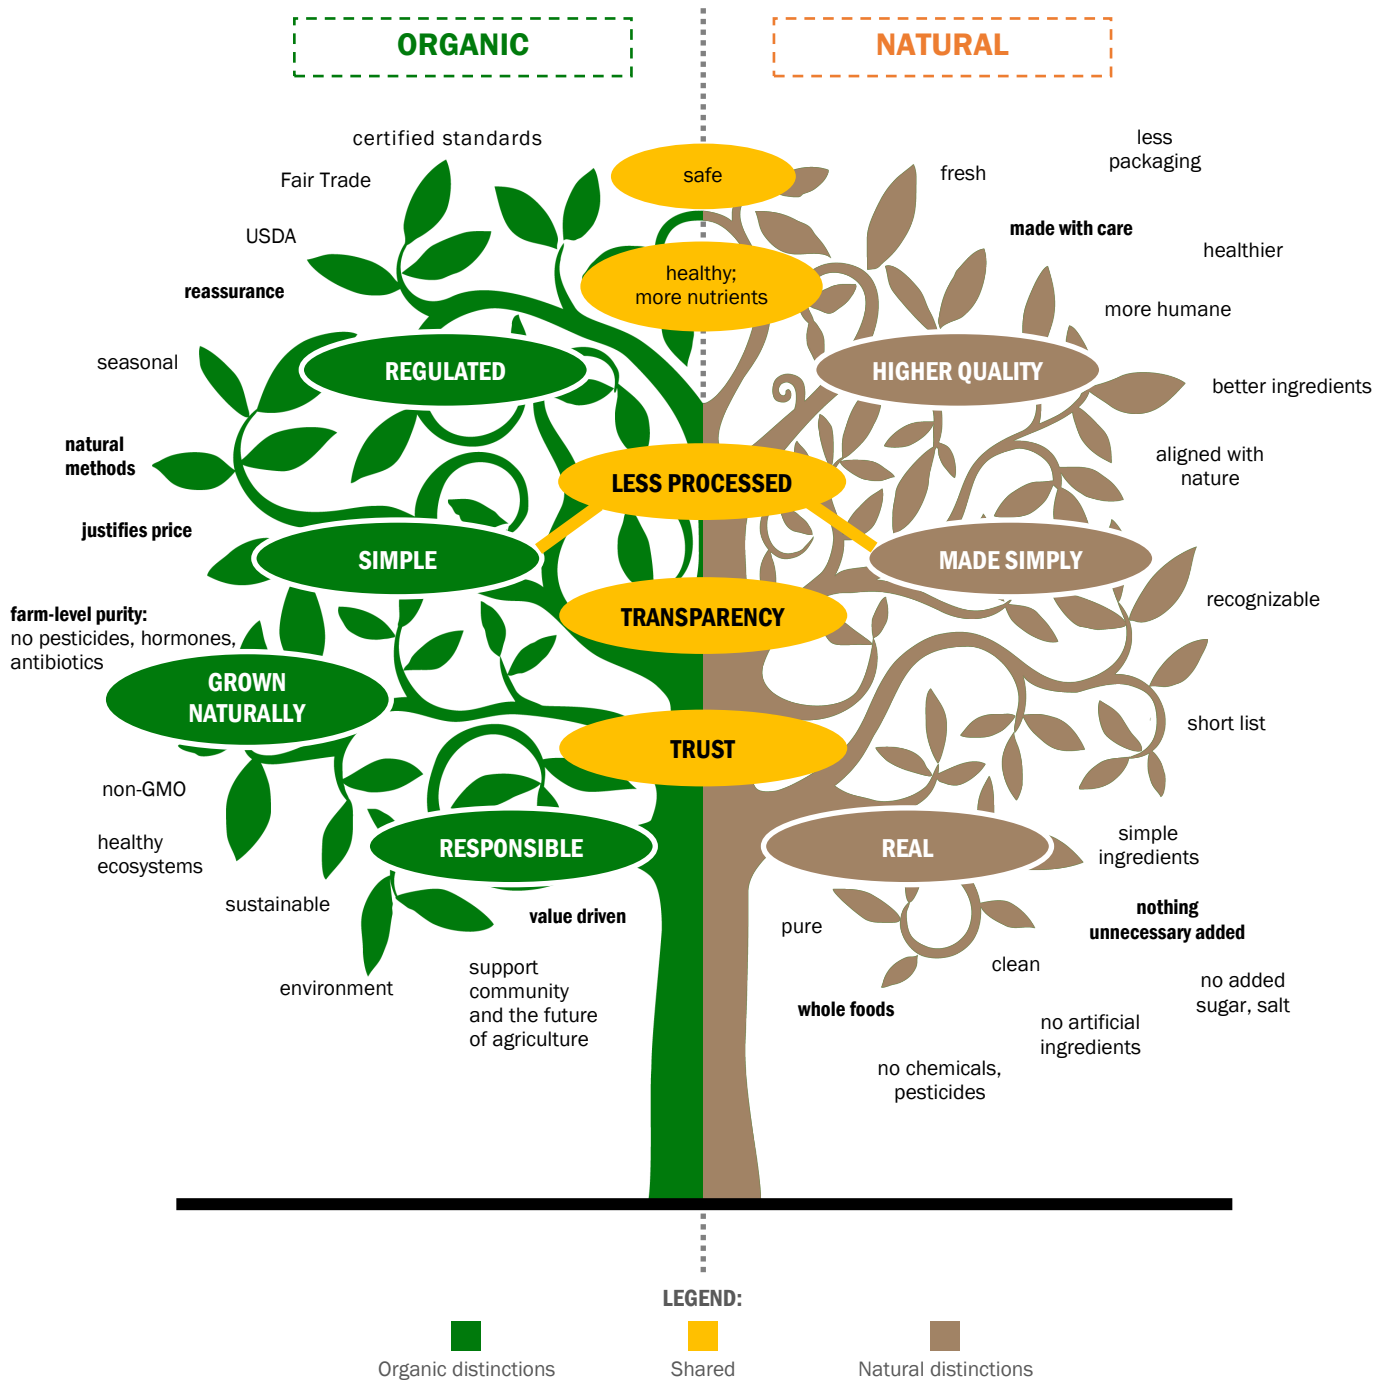 ORGANIC
NATURAL
certified standards
Fair Trade
USDA
reassurance
seasonal
natural
methods
justifies price
farm-level purity:
no pesticides, hormones,
antibiotics
non-GMO
healthy
ecosystems
sustainable
environment
value driven
support
community
and the future
of agriculture
REGULATED
SIMPLE
GROWN
NATURALLY
RESPONSIBLE
safe
healthy;
more nutrients
LESS PROCESSED
TRANSPARENCY
TRUST
HIGHER QUALITY
MADE SIMPLY
REAL
fresh
less
packaging
made with care
healthier
more humane
better ingredients
aligned with
nature
recognizable
short list
simple
ingredients
nothing
unnecessary added
pure
clean
no added
sugar, salt
whole foods
no artificial
ingredients
no chemicals,
pesticides
LEGEND:
Organic distinctions
Shared
Natural distinctions